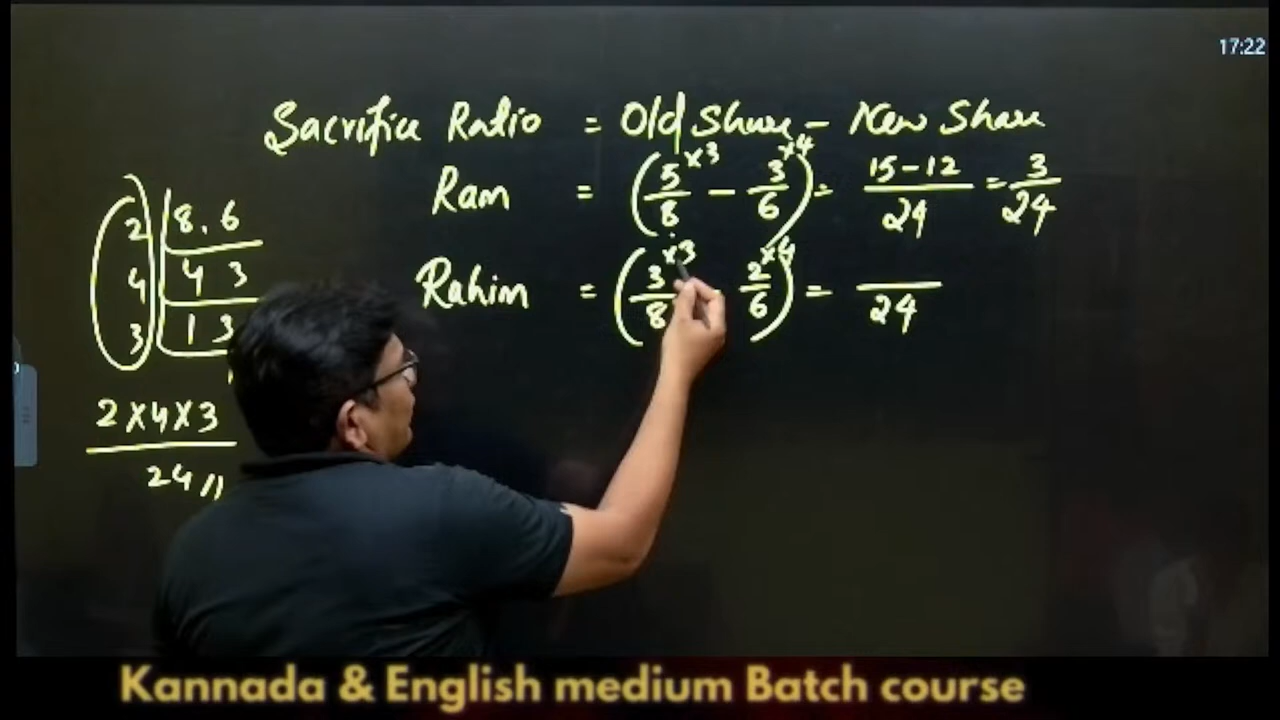 17:22
Sacrifice Ratio = Old Share - New Share
Ram = (5/8 ×3 - 3/6 ×4) = 15-12/24 = 3/24
Rahim = (3/8 ×3 2/6 ×4) = /24
2 | 8, 6
4 | 4 3
3 | 1 3
2×4×3
24 //
Kannada & English medium Batch course